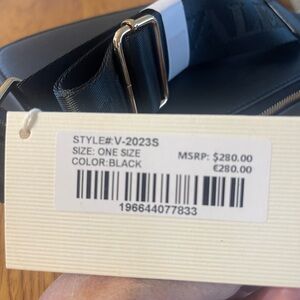 STYLE#:V-2023S
SIZE: ONE SIZE
COLOR:BLACK
MSRP: $280.00
€280.00
196644077833